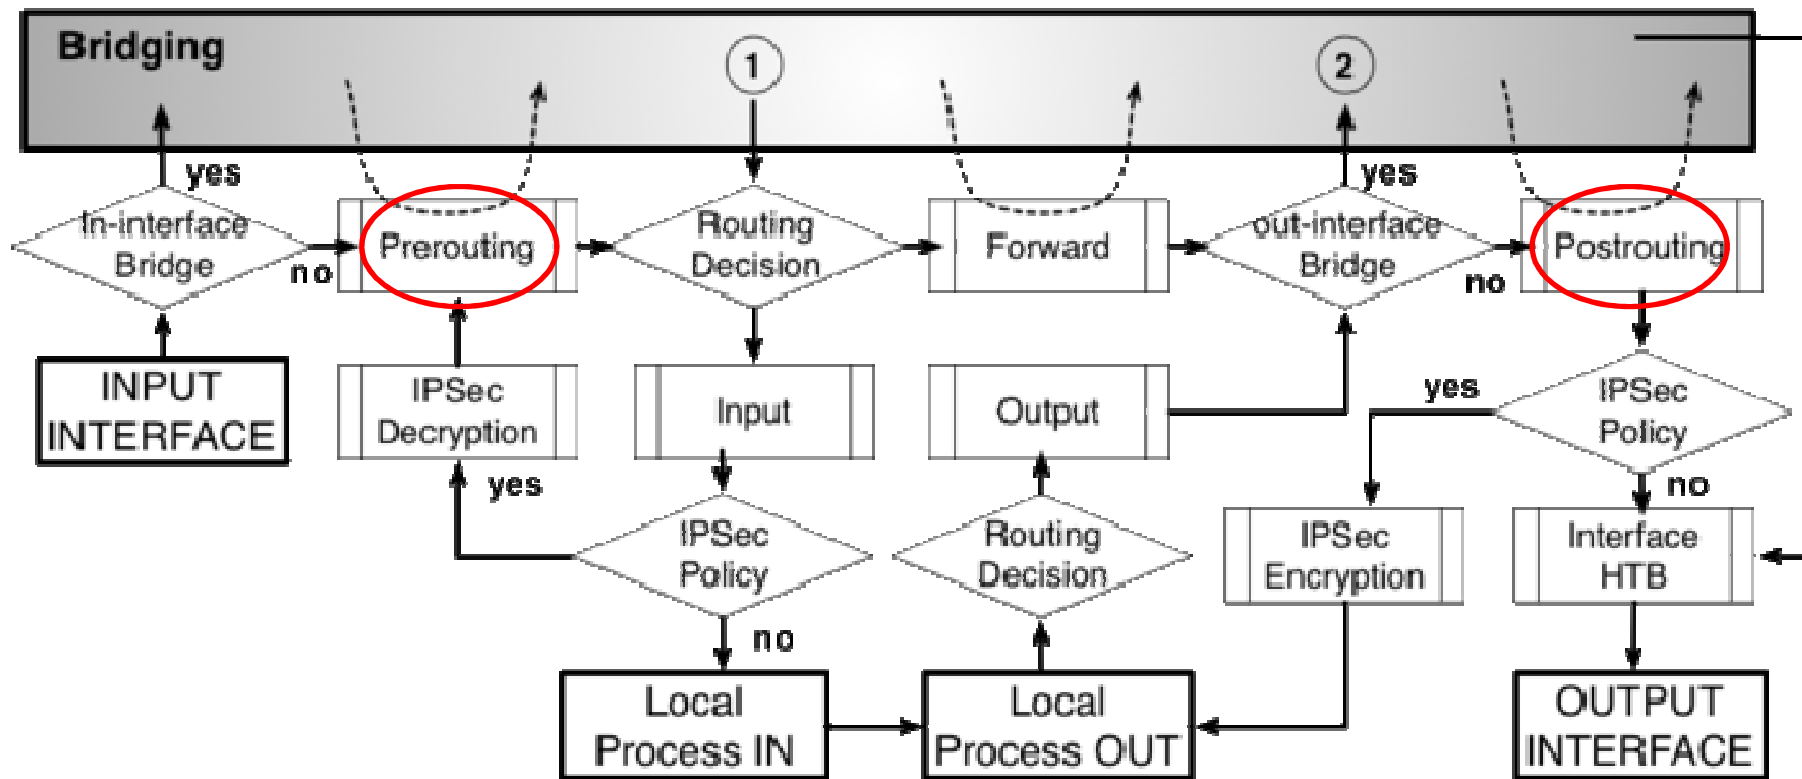 Bridging
1
2
yes
yes
In-interface
Bridge
no
Prerouting
Routing
Decision
Forward
out-interface
Bridge
no
Postrouting
INPUT
INTERFACE
IPSec
Decryption
Input
Output
yes
IPSec
Policy
yes
no
IPSec
Policy
Routing
Decision
IPSec
Encryption
Interface
HTB
no
Local
Process IN
Local
Process OUT
OUTPUT
INTERFACE